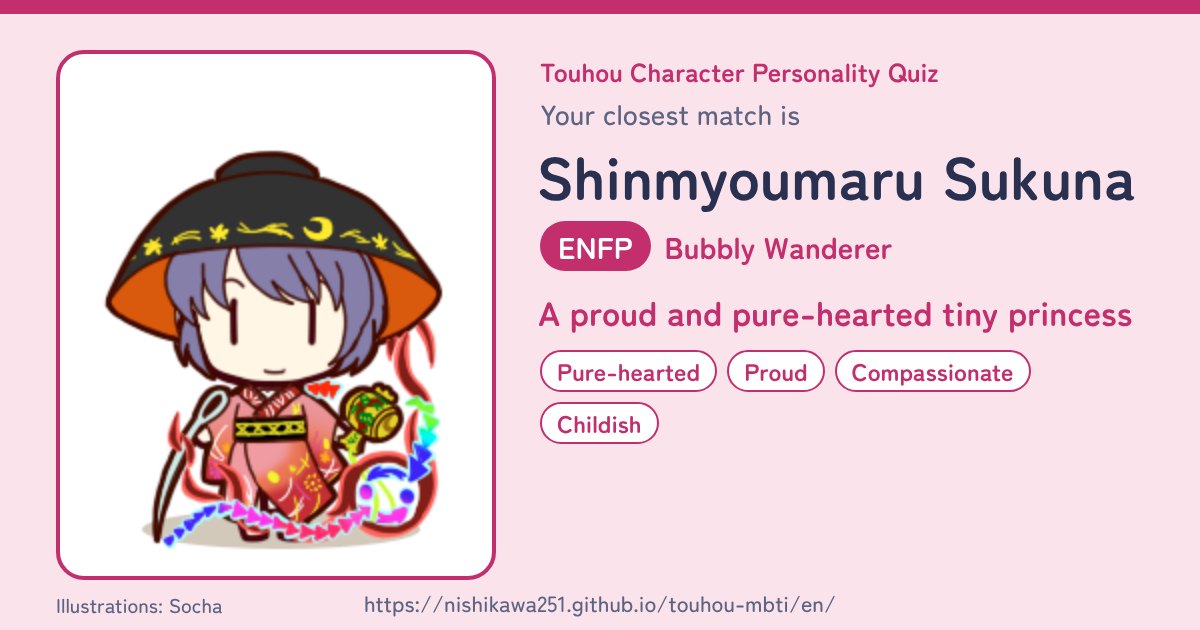 Touhou Character Personality Quiz
Your closest match is
Shinmyoumaru Sukuna
ENFP Bubbly Wanderer
A proud and pure-hearted tiny princess
Pure-hearted Proud Compassionate
Childish
Illustrations: Socha https://nishikawa251.github.io/touhou-mbti/en/